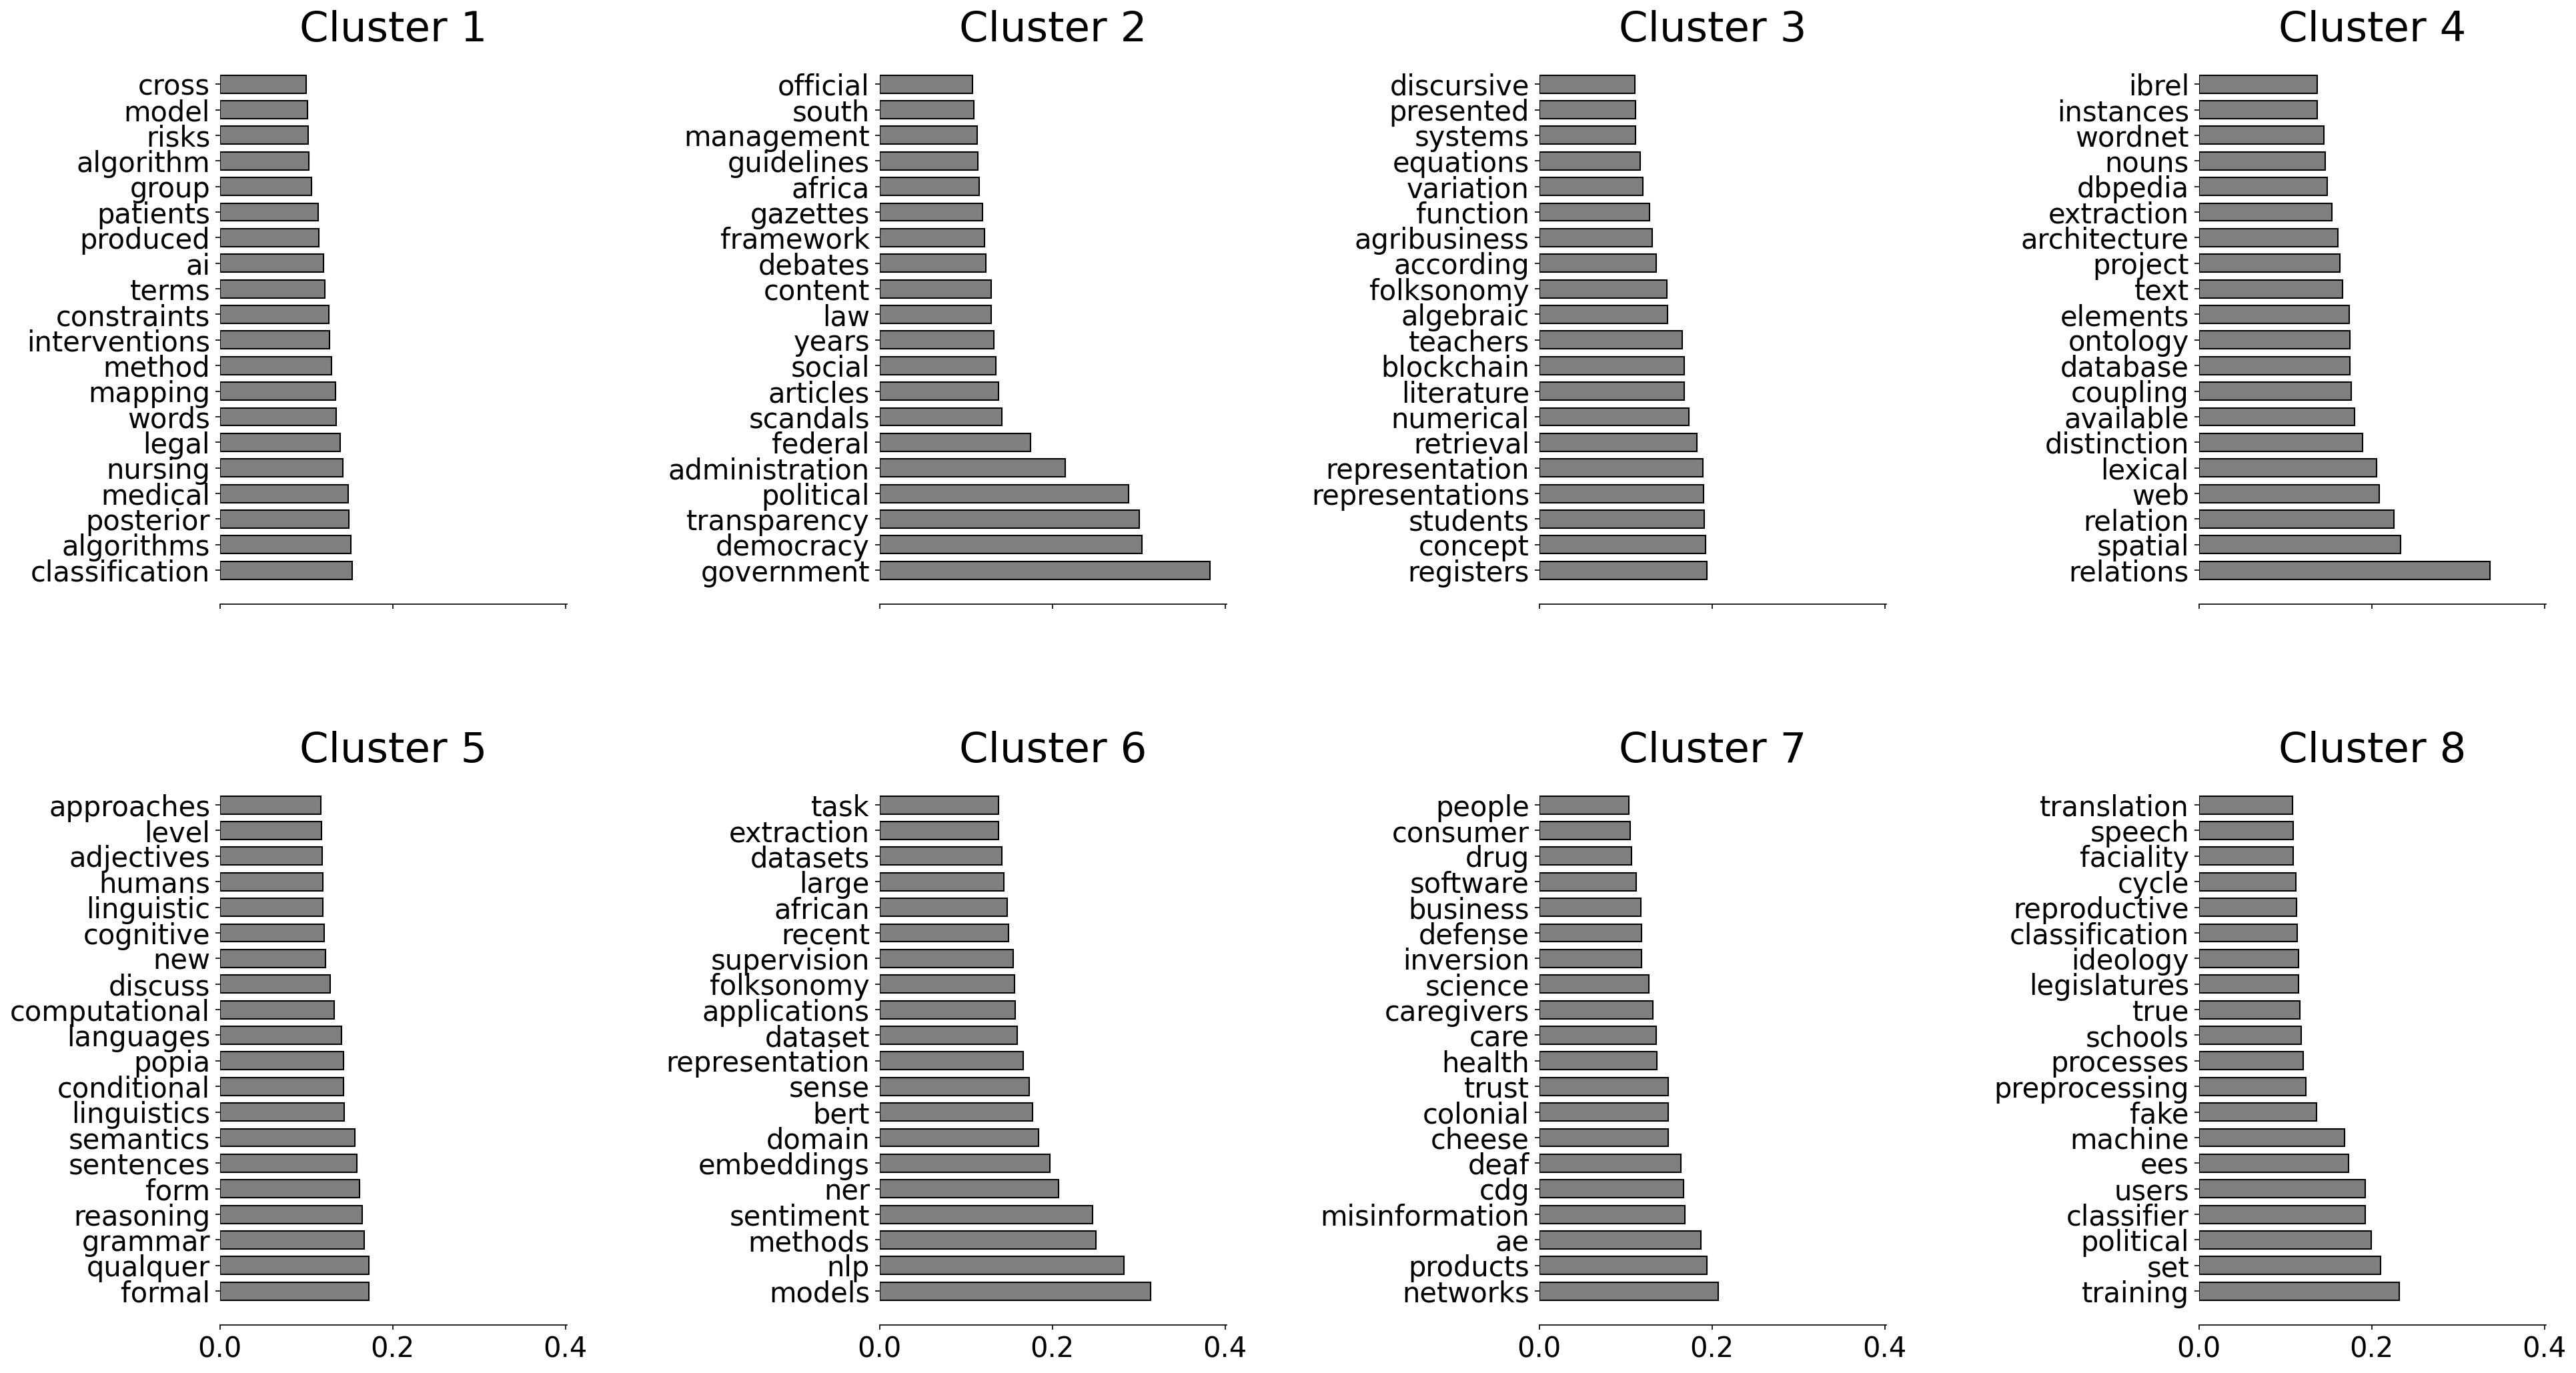 Cluster 1
cross
model
risks
algorithm
group
patients
produced
ai
terms
constraints
interventions
method
mapping
words
legal
nursing
medical
posterior
algorithms
classification
Cluster 2
official
south
management
guidelines
africa
gazettes
framework
debates
content
law
years
social
articles
scandals
federal
administration
political
transparency
democracy
government
Cluster 3
discursive
presented
systems
equations
variation
function
agribusiness
according
folksonomy
algebraic
teachers
blockchain
literature
numerical
retrieval
representation
representations
students
concept
registers
Cluster 4
ibrel
instances
wordnet
nouns
dbpedia
extraction
architecture
project
text
elements
ontology
database
coupling
available
distinction
lexical
web
relation
spatial
relations
Cluster 5
approaches
level
adjectives
humans
linguistic
cognitive
new
discuss
computational
languages
popia
conditional
linguistics
semantics
sentences
form
reasoning
grammar
qualquer
formal
0.0 0.2 0.4
Cluster 6
task
extraction
datasets
large
african
recent
supervision
folksonomy
applications
dataset
representation
sense
bert
domain
embeddings
ner
sentiment
methods
nlp
models
0.0 0.2 0.4
Cluster 7
people
consumer
drug
software
business
defense
inversion
science
caregivers
care
health
trust
colonial
cheese
deaf
cdg
misinformation
ae
products
networks
0.0 0.2 0.4
Cluster 8
translation
speech
faciality
cycle
reproductive
classification
ideology
legislatures
true
schools
processes
preprocessing
fake
machine
ees
users
classifier
political
set
training
0.0 0.2 0.4